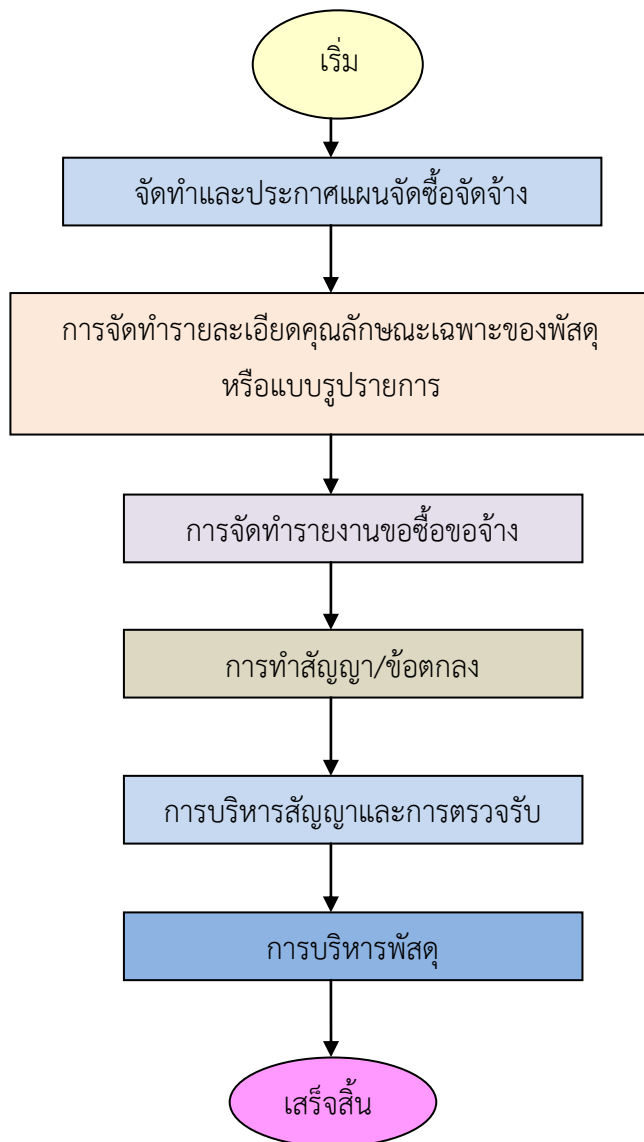 เริ่ม
จัดทำและประกาศแผนจัดซื้อจัดจ้าง
การจัดทำรายละเอียดคุณลักษณะเฉพาะของพัสดุ
หรือแบบรูปรายการ
การจัดทำรายงานขอซื้อขอจ้าง
การทำสัญญา/ข้อตกลง
การบริหารสัญญาและการตรวจรับ
การบริหารพัสดุ
เสร็จสิ้น